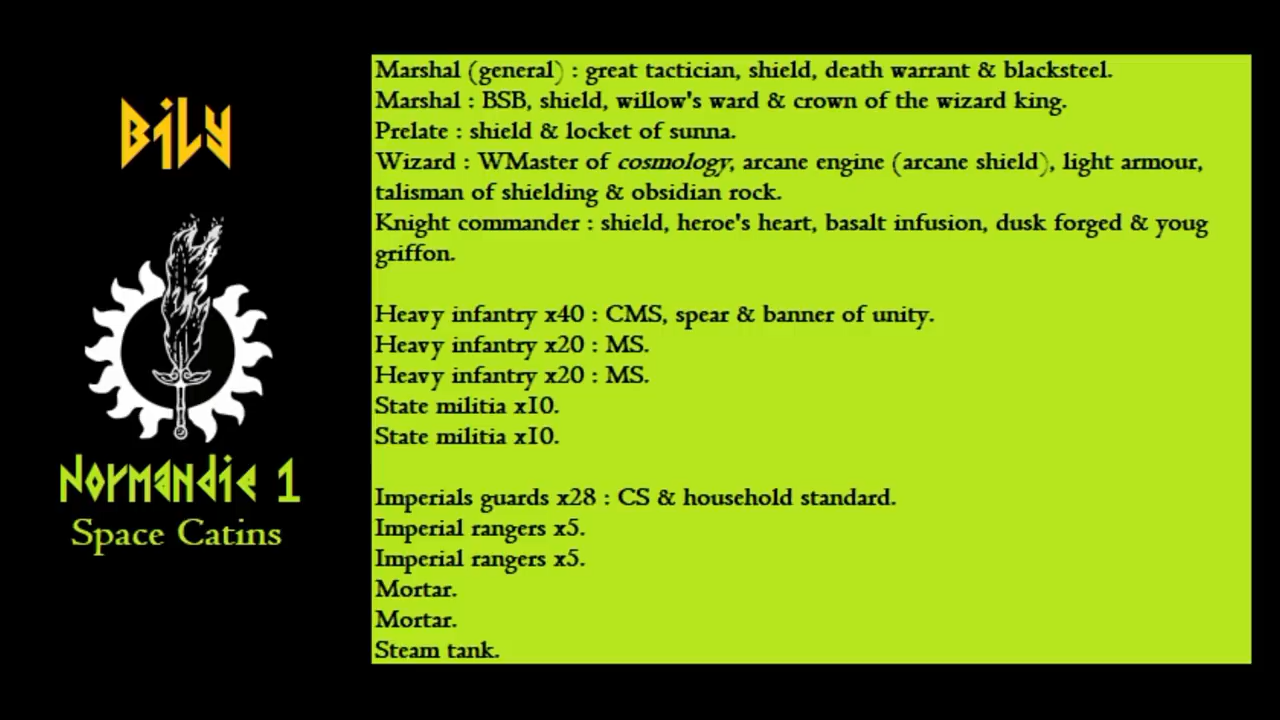 Bily
Normandie 1
Space Catins
Marshal (general) : great tactician, shield, death warrant & blacksteel.
Marshal : BSB, shield, willow's ward & crown of the wizard king.
Prelate : shield & locket of sunna.
Wizard : WMaster of cosmology, arcane engine (arcane shield), light armour,
talisman of shielding & obsidian rock.
Knight commander : shield, heroe's heart, basalt infusion, dusk forged & youg
griffon.
Heavy infantry x40 : CMS, spear & banner of unity.
Heavy infantry x20 : MS.
Heavy infantry x20 : MS.
State militia x10.
State militia x10.
Imperials guards x28 : CS & household standard.
Imperial rangers x5.
Imperial rangers x5.
Mortar.
Mortar.
Steam tank.